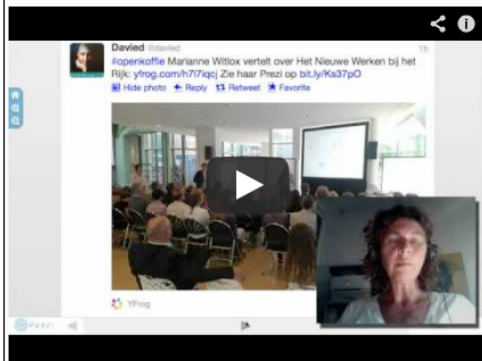 Davied @davied 1h
#openkoffie Marianne Witlox vertelt over Het Nieuwe Werken bij het
Rijk: yfrog.com/h7l7iqcj Zie haar Prezi op bit.ly/Ks37pO
Hide photo Reply Retweet Favorite
YFrog
PREZI